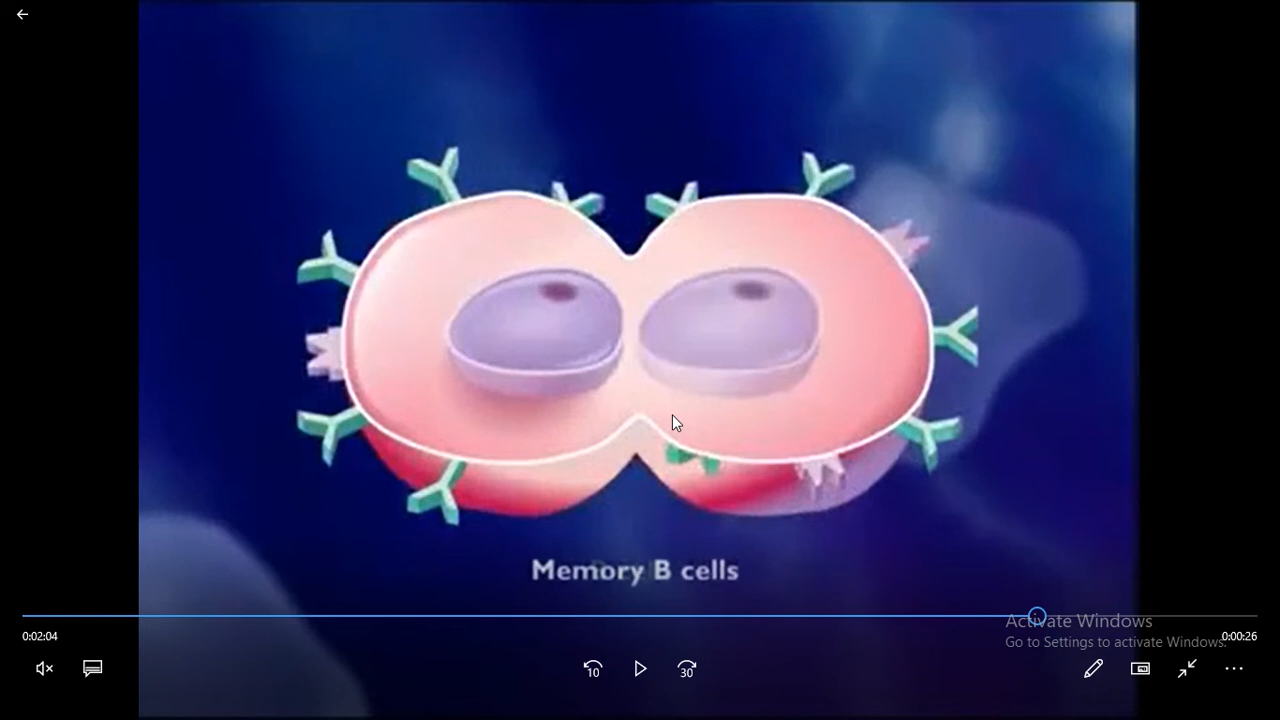 Memory B cells
Activate Windows
0:02:04
0:00:26
Go to Settings to activate Windows.
10
30